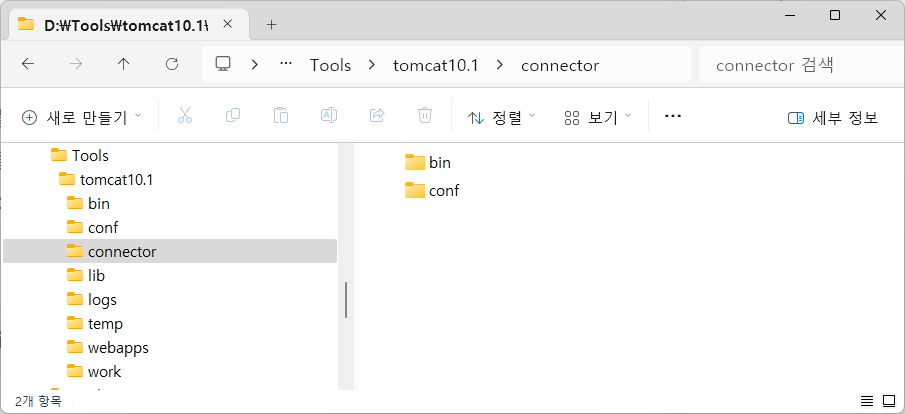 D:₩Tools₩tomcat10.1₩
Tools
tomcat10.1
connector
connector 검색
새로 만들기
정렬
보기
세부 정보
Tools
tomcat10.1
bin
conf
connector
lib
logs
temp
webapps
work
bin
conf
2개 항목